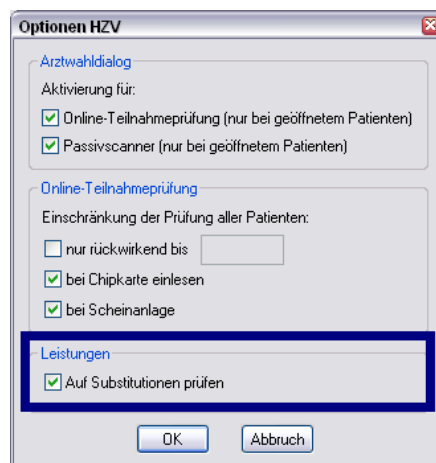 Optionen HZV
Arztwahldialog
Aktivierung für:
Online-Teilnahmeprüfung (nur bei geöffnetem Patienten)
Passivscanner (nur bei geöffnetem Patienten)
Online-Teilnahmeprüfung
Einschränkung der Prüfung aller Patienten:
nur rückwirkend bis
bei Chipkarte einlesen
bei Scheinanlage
Leistungen
Auf Substitutionen prüfen
OK Abbruch